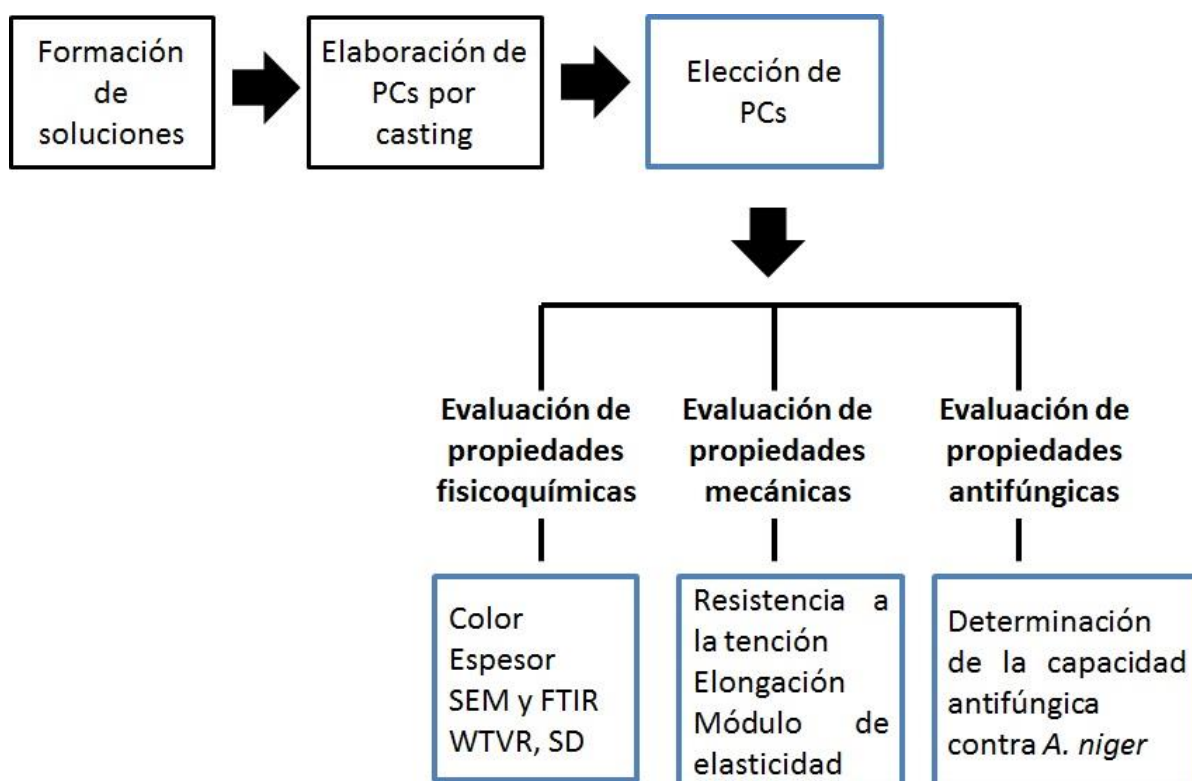 Formación
de
soluciones
Elaboración de
PCs por
casting
Elección de
PCs
Evaluación de
propiedades
fisicoquímicas
Evaluación de
propiedades
mecánicas
Evaluación de
propiedades
antifúngicas
Color
Espesor
SEM y FTIR
WTVR, SD
Resistencia a
la tención
Elongación
Módulo de
elasticidad
Determinación
de la capacidad
antifúngica
contra A. niger